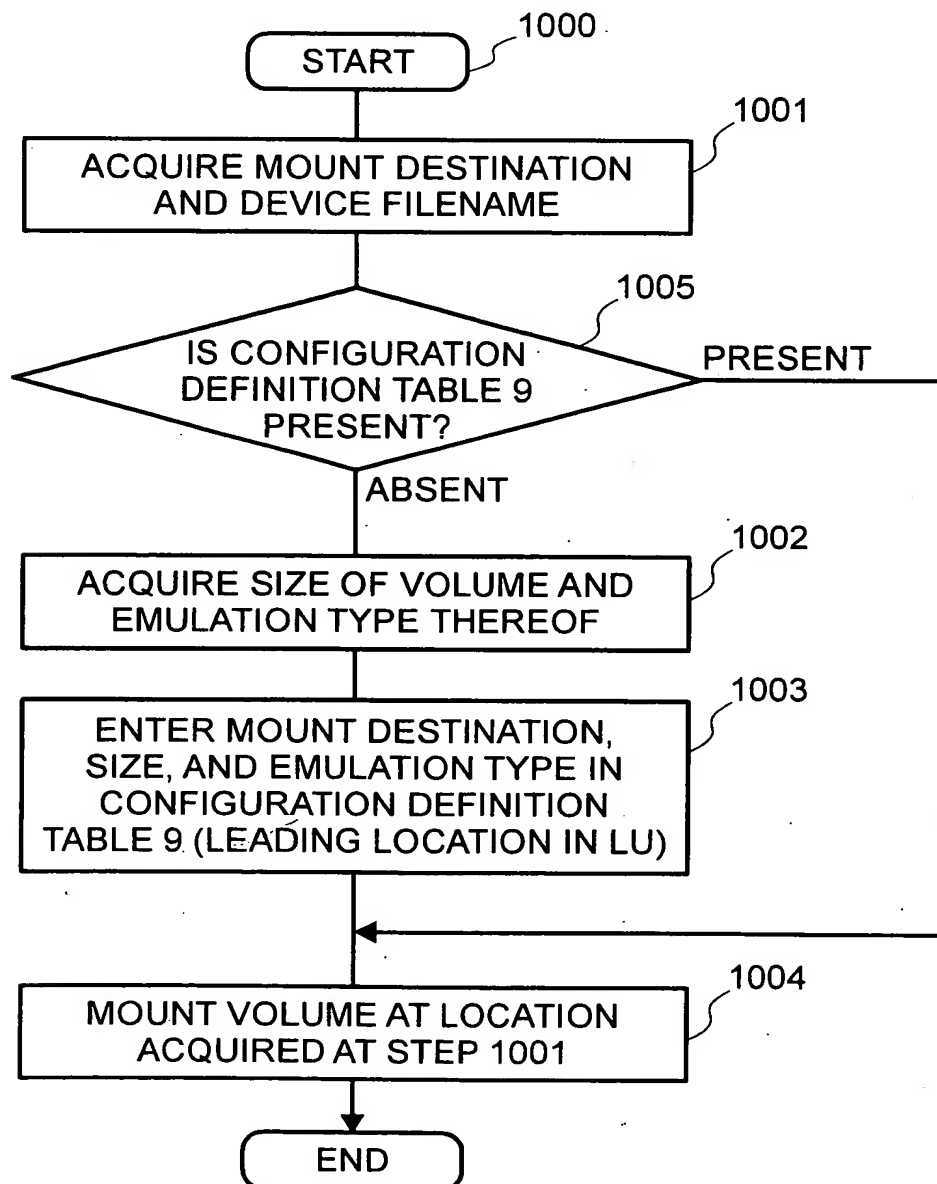 1000
START
1001
ACQUIRE MOUNT DESTINATION
AND DEVICE FILENAME
1005
IS CONFIGURATION
DEFINITION TABLE 9
PRESENT?
PRESENT
ABSENT
1002
ACQUIRE SIZE OF VOLUME AND
EMULATION TYPE THEREOF
1003
ENTER MOUNT DESTINATION,
SIZE, AND EMULATION TYPE IN
CONFIGURATION DEFINITION
TABLE 9 (LEADING LOCATION IN LU)
1004
MOUNT VOLUME AT LOCATION
ACQUIRED AT STEP 1001
END